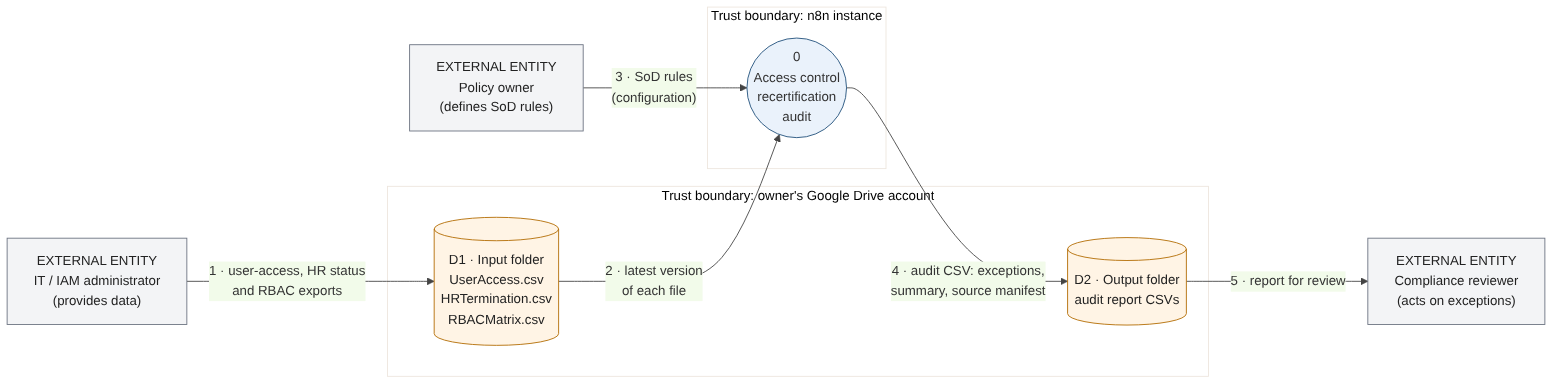 Trust boundary: n8n instance
EXTERNAL ENTITY
Policy owner
(defines SoD rules)
3 · SoD rules
(configuration)
0
Access control
recertification
audit
Trust boundary: owner's Google Drive account
EXTERNAL ENTITY
IT / IAM administrator
(provides data)
1 · user-access, HR status
and RBAC exports
D1 · Input folder
UserAccess.csv
HRTermination.csv
RBACMatrix.csv
2 · latest version
of each file
4 · audit CSV: exceptions,
summary, source manifest
D2 · Output folder
audit report CSVs
5 · report for review
EXTERNAL ENTITY
Compliance reviewer
(acts on exceptions)